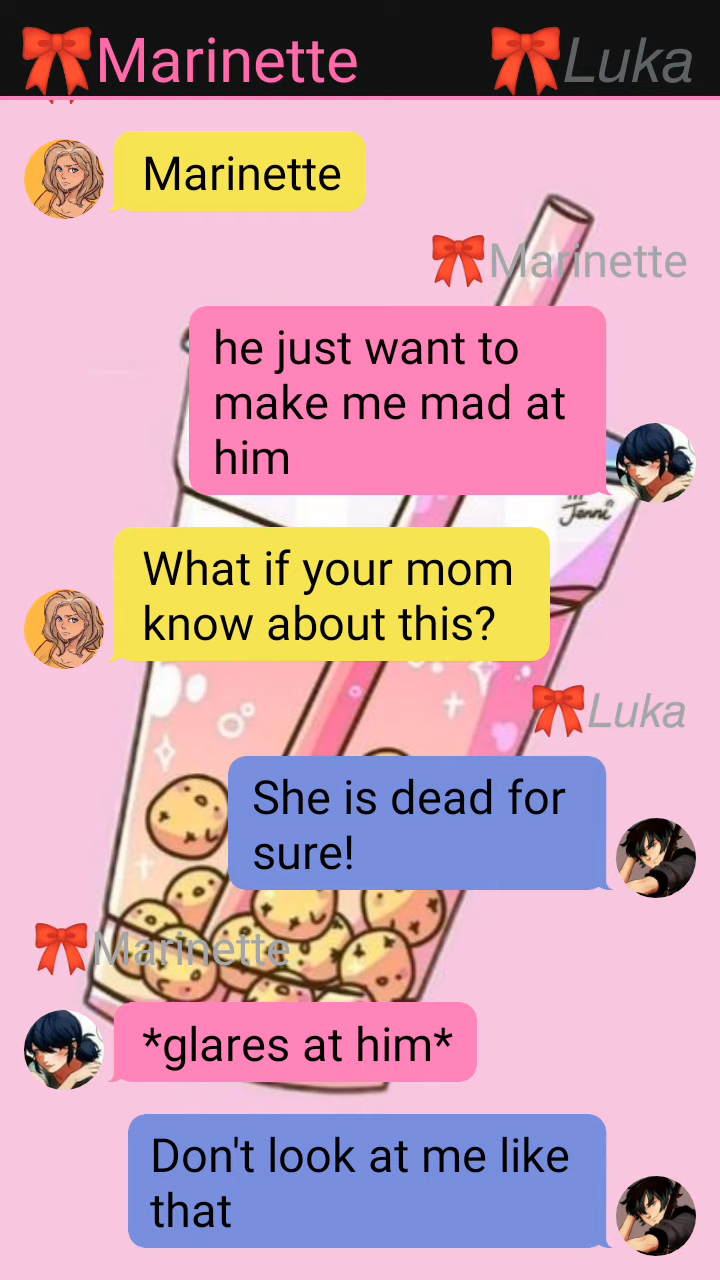 🎀Marinette 🎀Luka
Marinette
🎀Marinette
he just want to
make me mad at
him
Jenni
What if your mom
know about this?
🎀Luka
She is dead for
sure!
🎀Marinette
*glares at him*
Don't look at me like
that